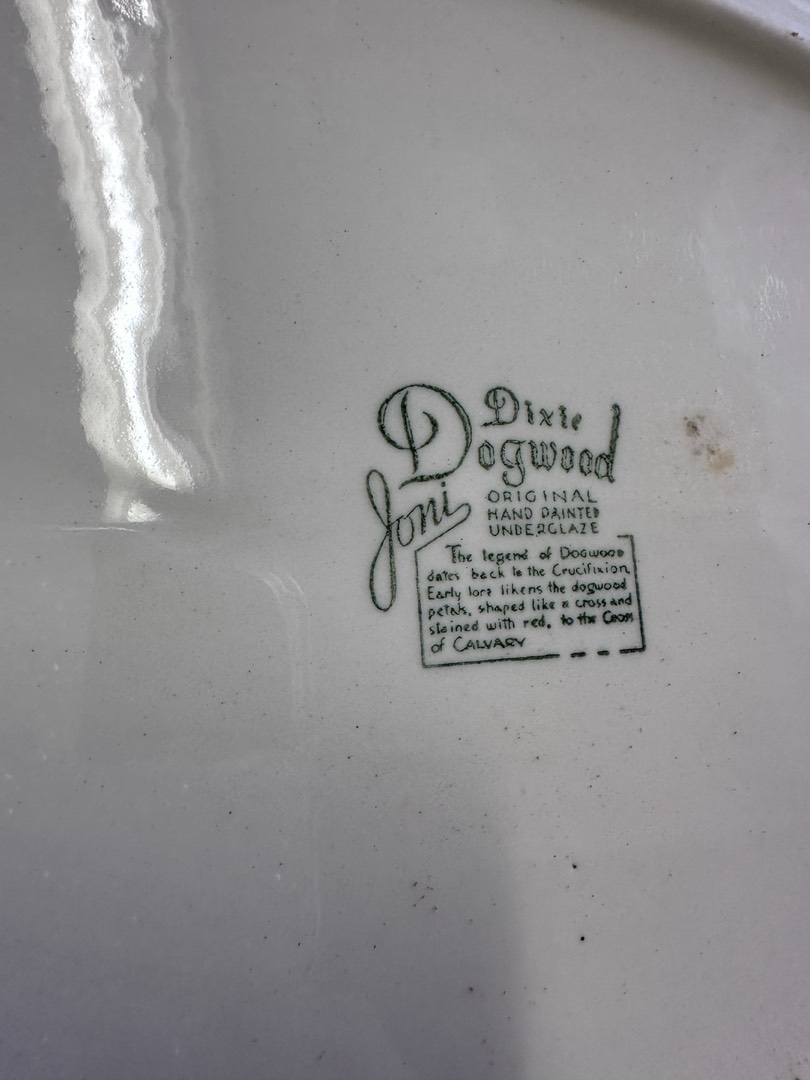 Dixie
Dogwood
Joni
ORIGINAL
HAND PAINTED
UNDERGLAZE
The legend of DOGWOOD
dates back to the Crucifixion.
Early lore likens the dogwood
petals, shaped like a cross and
stained with red, to the CROSS
of CALVARY